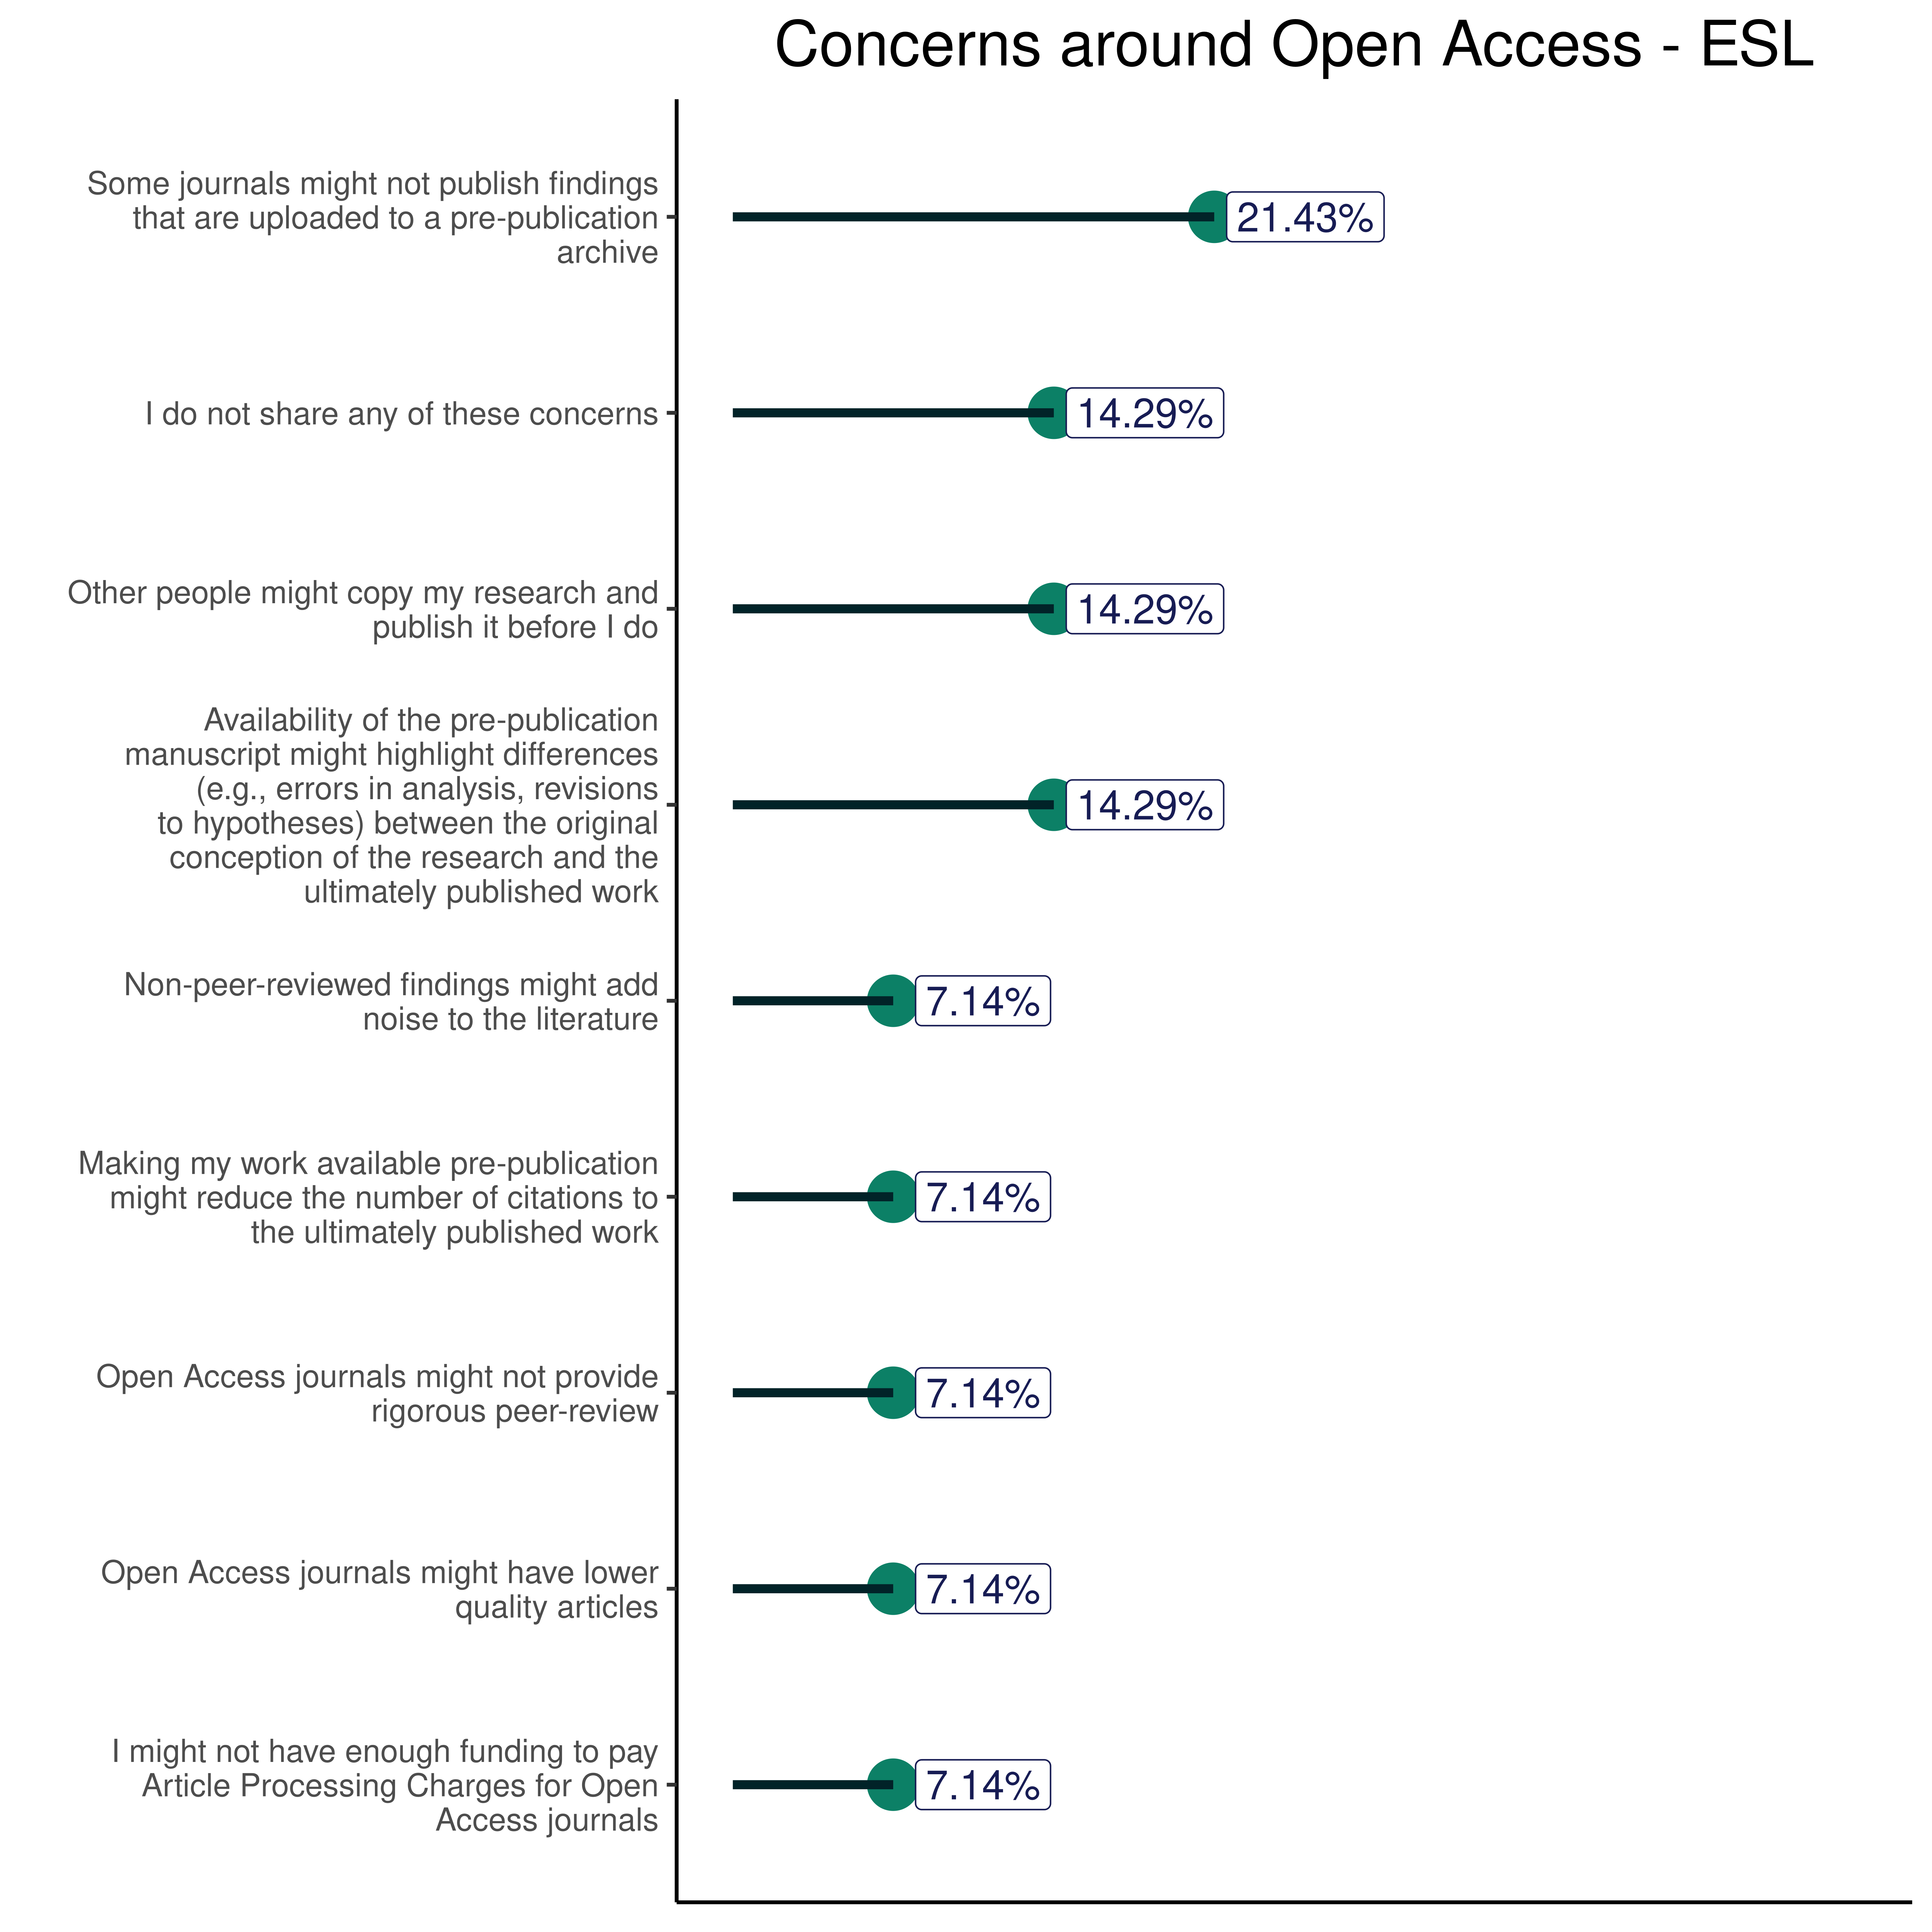 Concerns around Open Access - ESL
Some journals might not publish findings
that are uploaded to a pre-publication
archive
21.43%
I do not share any of these concerns
14.29%
Other people might copy my research and
publish it before I do
14.29%
Availability of the pre-publication
manuscript might highlight differences
(e.g., errors in analysis, revisions
to hypotheses) between the original
conception of the research and the
ultimately published work
14.29%
Non-peer-reviewed findings might add
noise to the literature
7.14%
Making my work available pre-publication
might reduce the number of citations to
the ultimately published work
7.14%
Open Access journals might not provide
rigorous peer-review
7.14%
Open Access journals might have lower
quality articles
7.14%
I might not have enough funding to pay
Article Processing Charges for Open
Access journals
7.14%